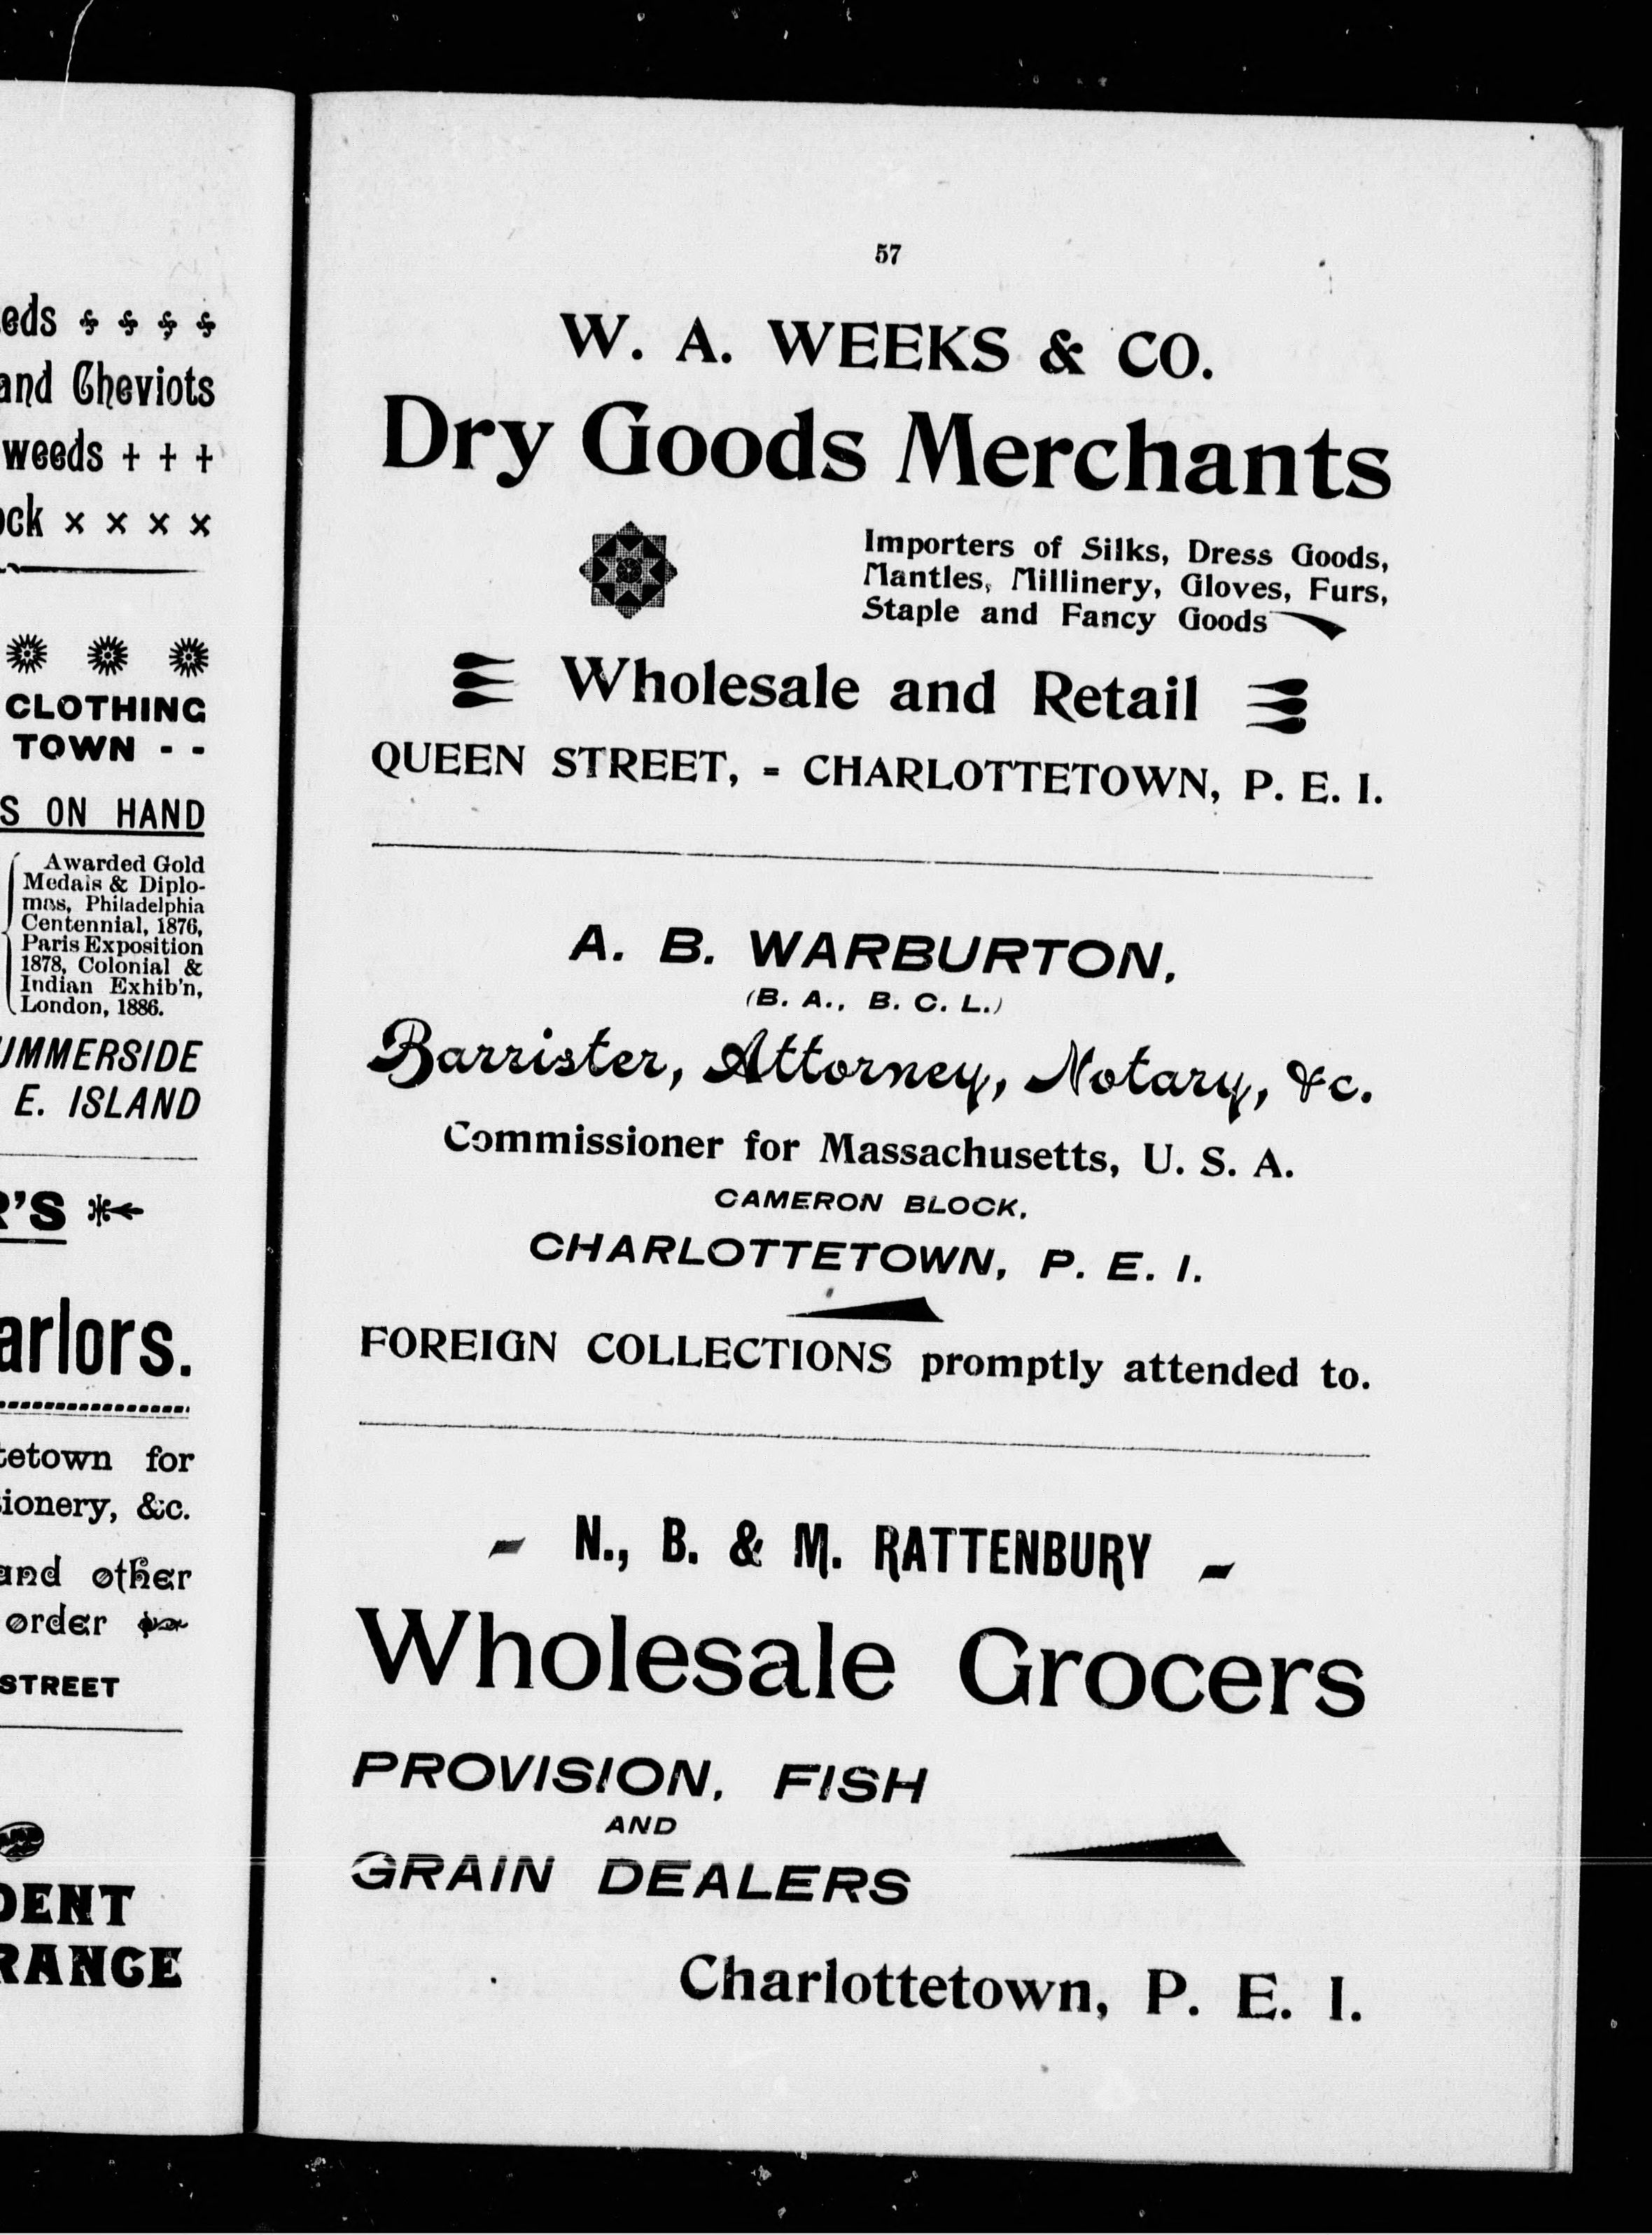 eds
and Cheviots
weeds + + +
ock × × × ×
CLOTHING
TOWN - -
S ON HAND
Awarded Gold
Medals & Diplo-
mas, Philadelphia
Centennial, 1876,
Paris Exposition
1878, Colonial &
Indian Exhib'n,
London, 1886.
UMMERSIDE
E. ISLAND
R'S
arlors.
tetown for
tionery, &c.
and other
order
STREET
DENT
RANGE
57
W. A. WEEKS & CO.
Dry Goods Merchants
Importers of Silks, Dress Goods,
Mantles, Millinery, Gloves, Furs,
Staple and Fancy Goods
Wholesale and Retail
QUEEN STREET, - CHARLOTTETOWN, P. E. I.
A. B. WARBURTON,
(B. A., B. C. L.)
Barrister, Attorney, Notary, &c.
Commissioner for Massachusetts, U. S. A.
CAMERON BLOCK,
CHARLOTTETOWN, P. E. I.
FOREIGN COLLECTIONS promptly attended to.
- N., B. & M. RATTENBURY -
Wholesale Grocers
PROVISION, FISH
AND
GRAIN DEALERS
Charlottetown, P. E. I.